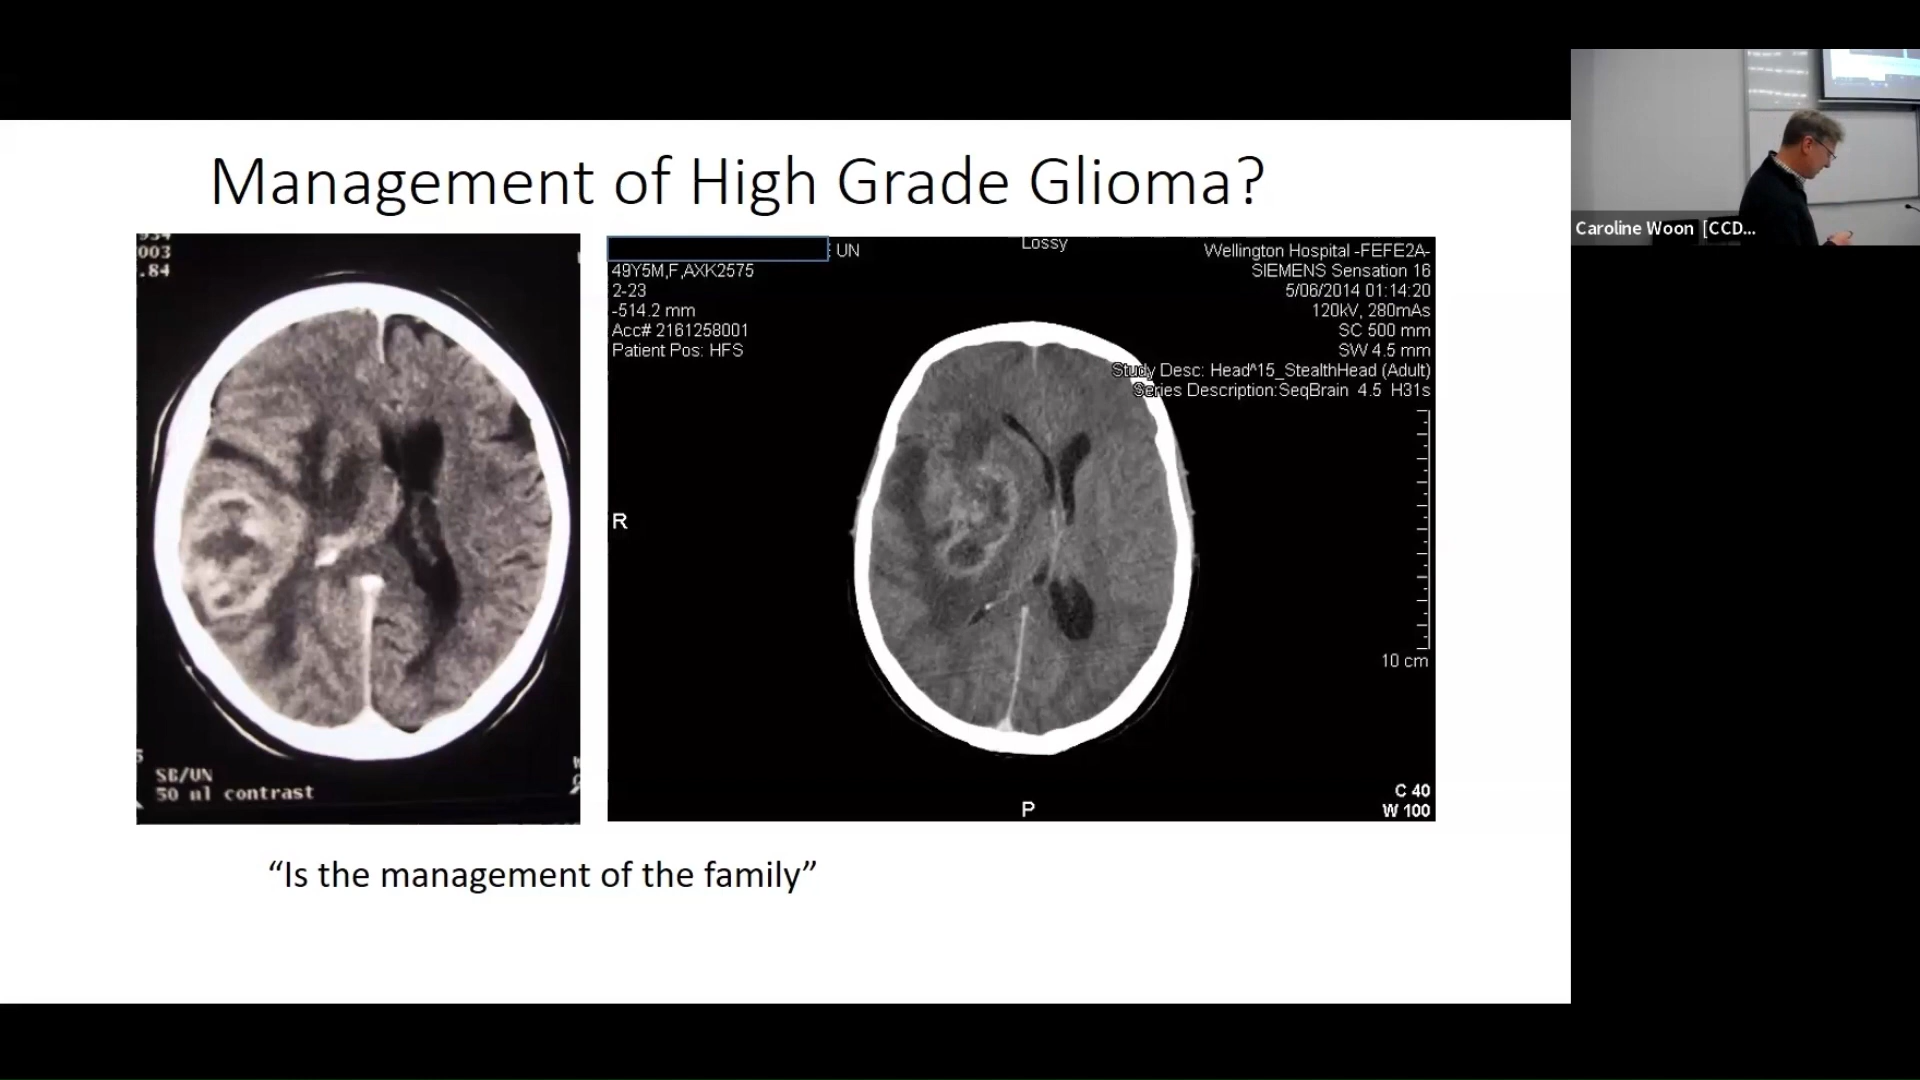 Management of High Grade Glioma?
003
.84
SB/UN
50 ml contrast
: UN
49Y5M,F,AXK2575
2-23
-514.2 mm
Acc# 2161258001
Patient Pos: HFS
Lossy
Wellington Hospital -FEFE2A-
SIEMENS Sensation 16
5/06/2014 01:14:20
120kV, 280mAs
SC 500 mm
SW 4.5 mm
Study Desc: Head^15_StealthHead (Adult)
Series Description:SeqBrain 4.5 H31s
R
10 cm
P
C 40
W 100
“Is the management of the family”
Caroline Woon [CCD...